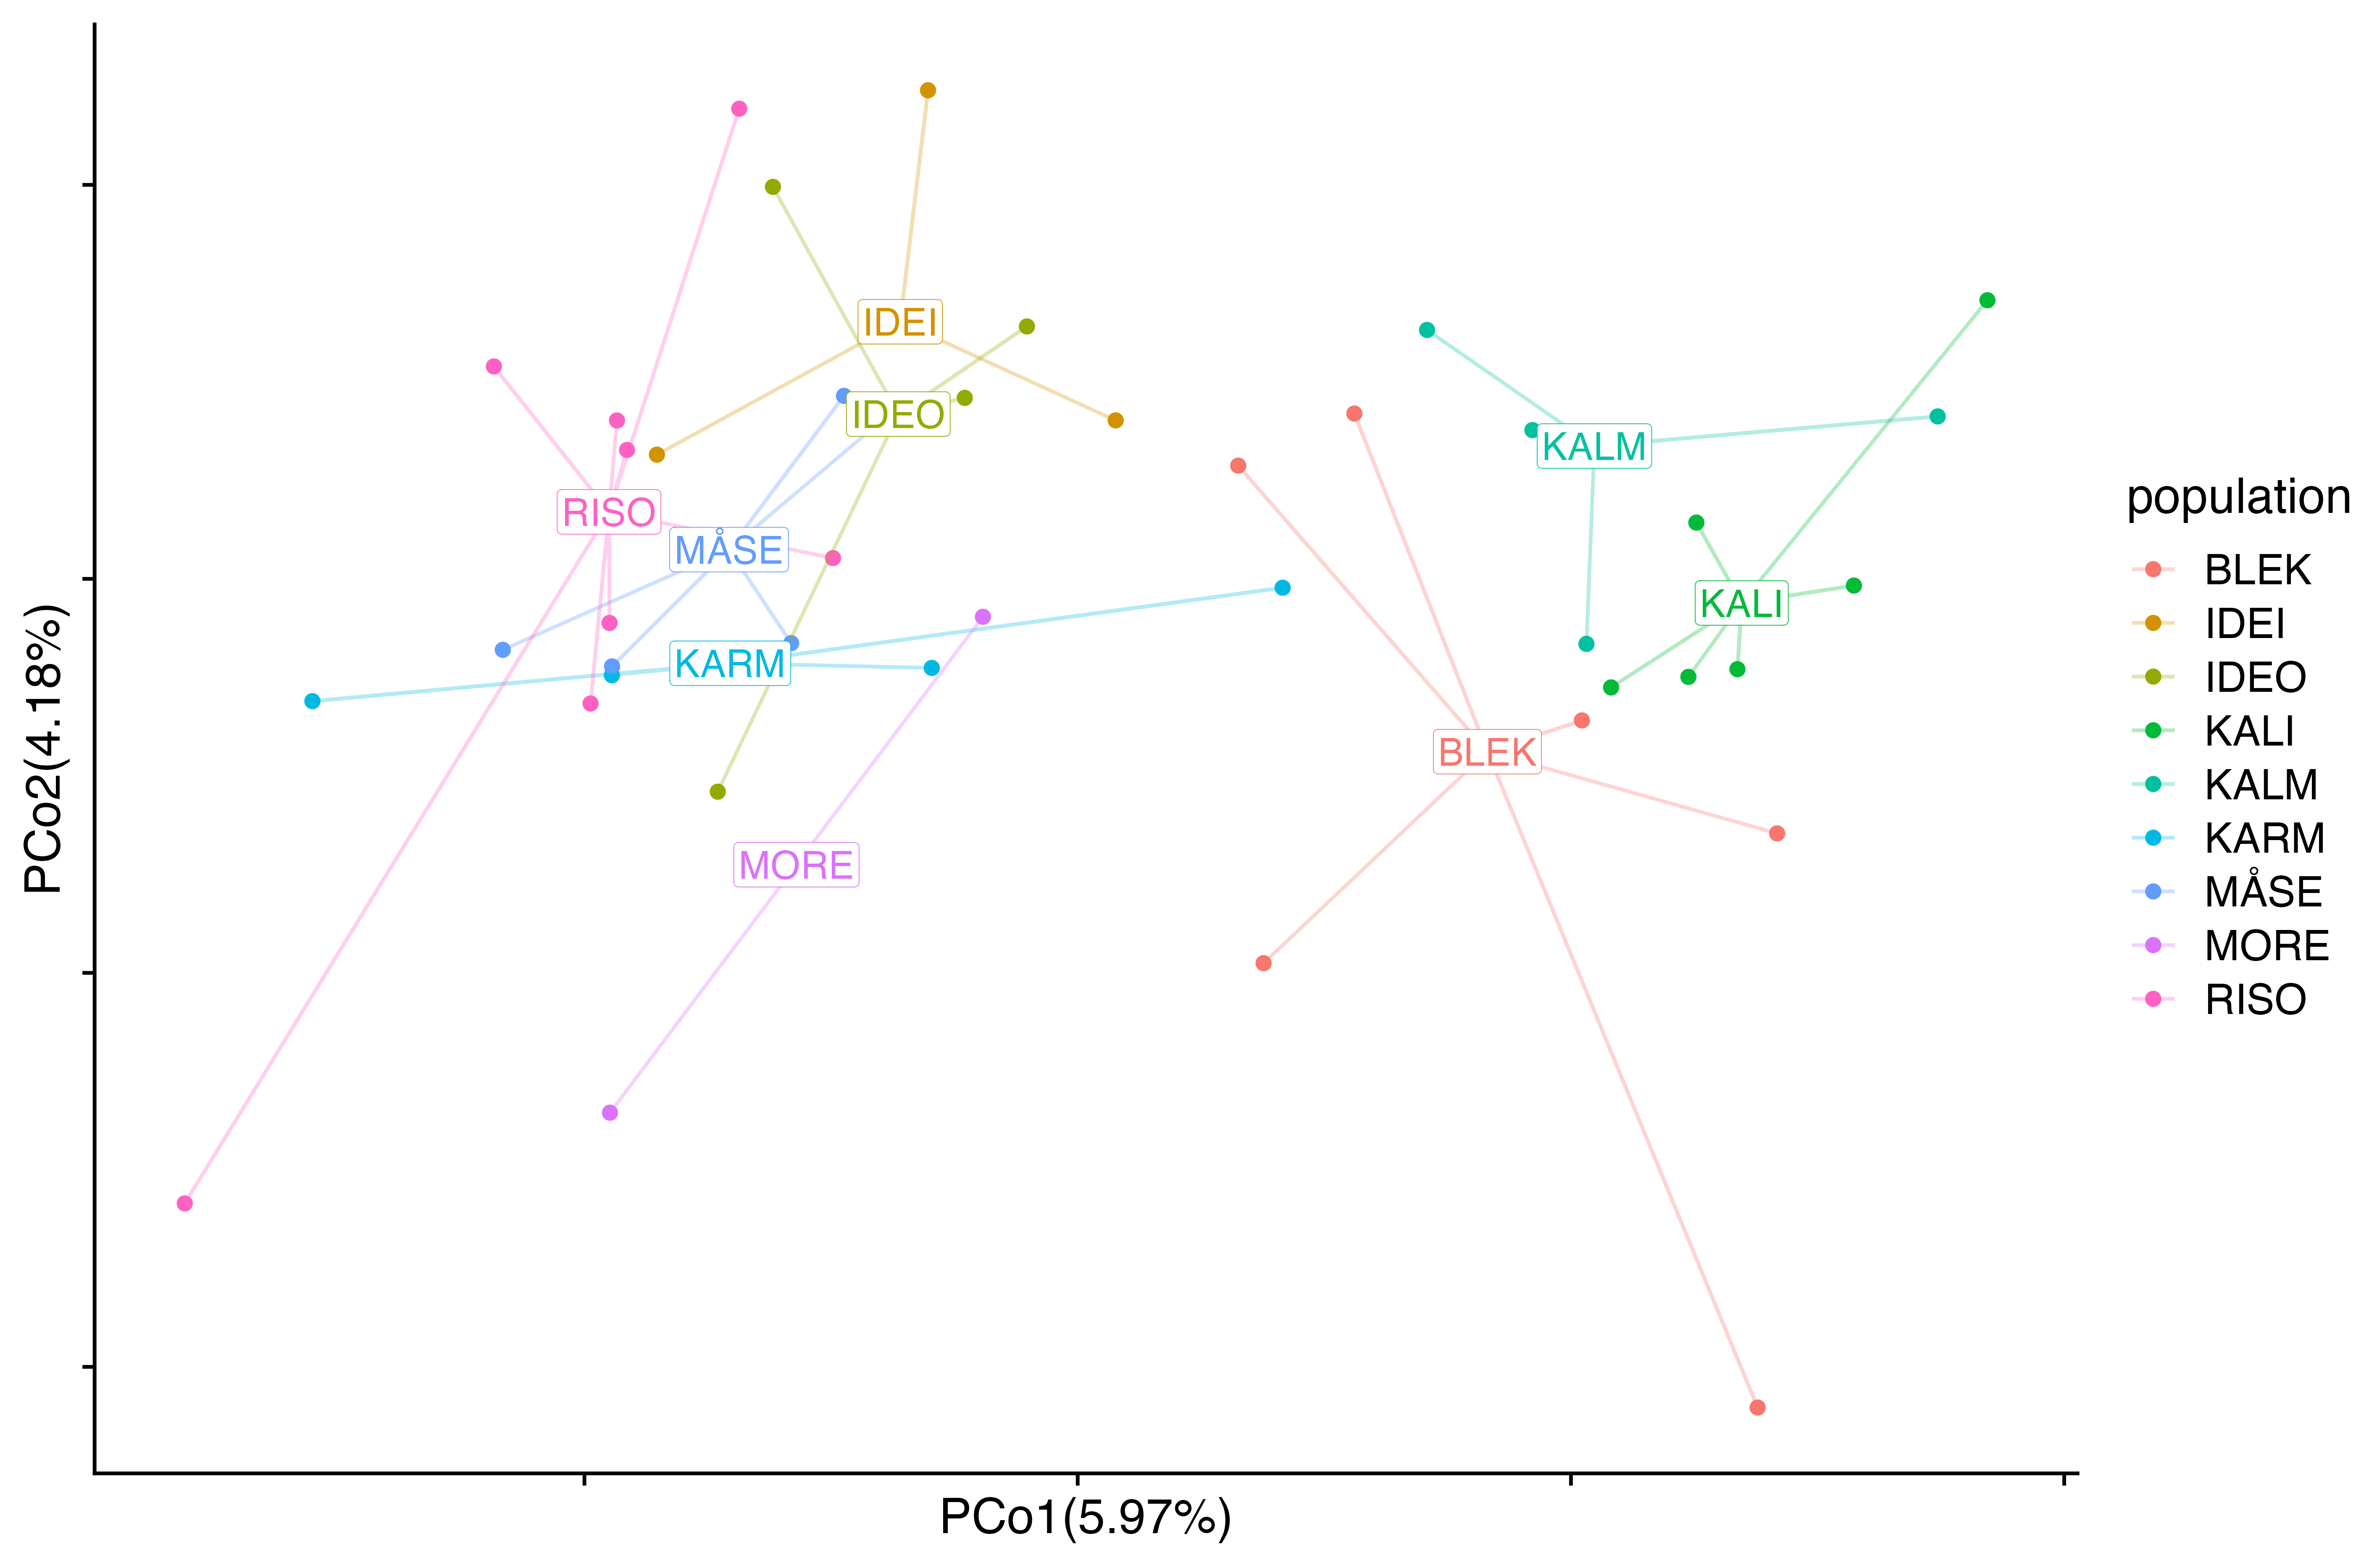 IDEI
IDEO
KALM
RISO
MÅSE
KALI
KARM
BLEK
MORE
PCo2(4.18%)
PCo1(5.97%)
population
BLEK
IDEI
IDEO
KALI
KALM
KARM
MÅSE
MORE
RISO